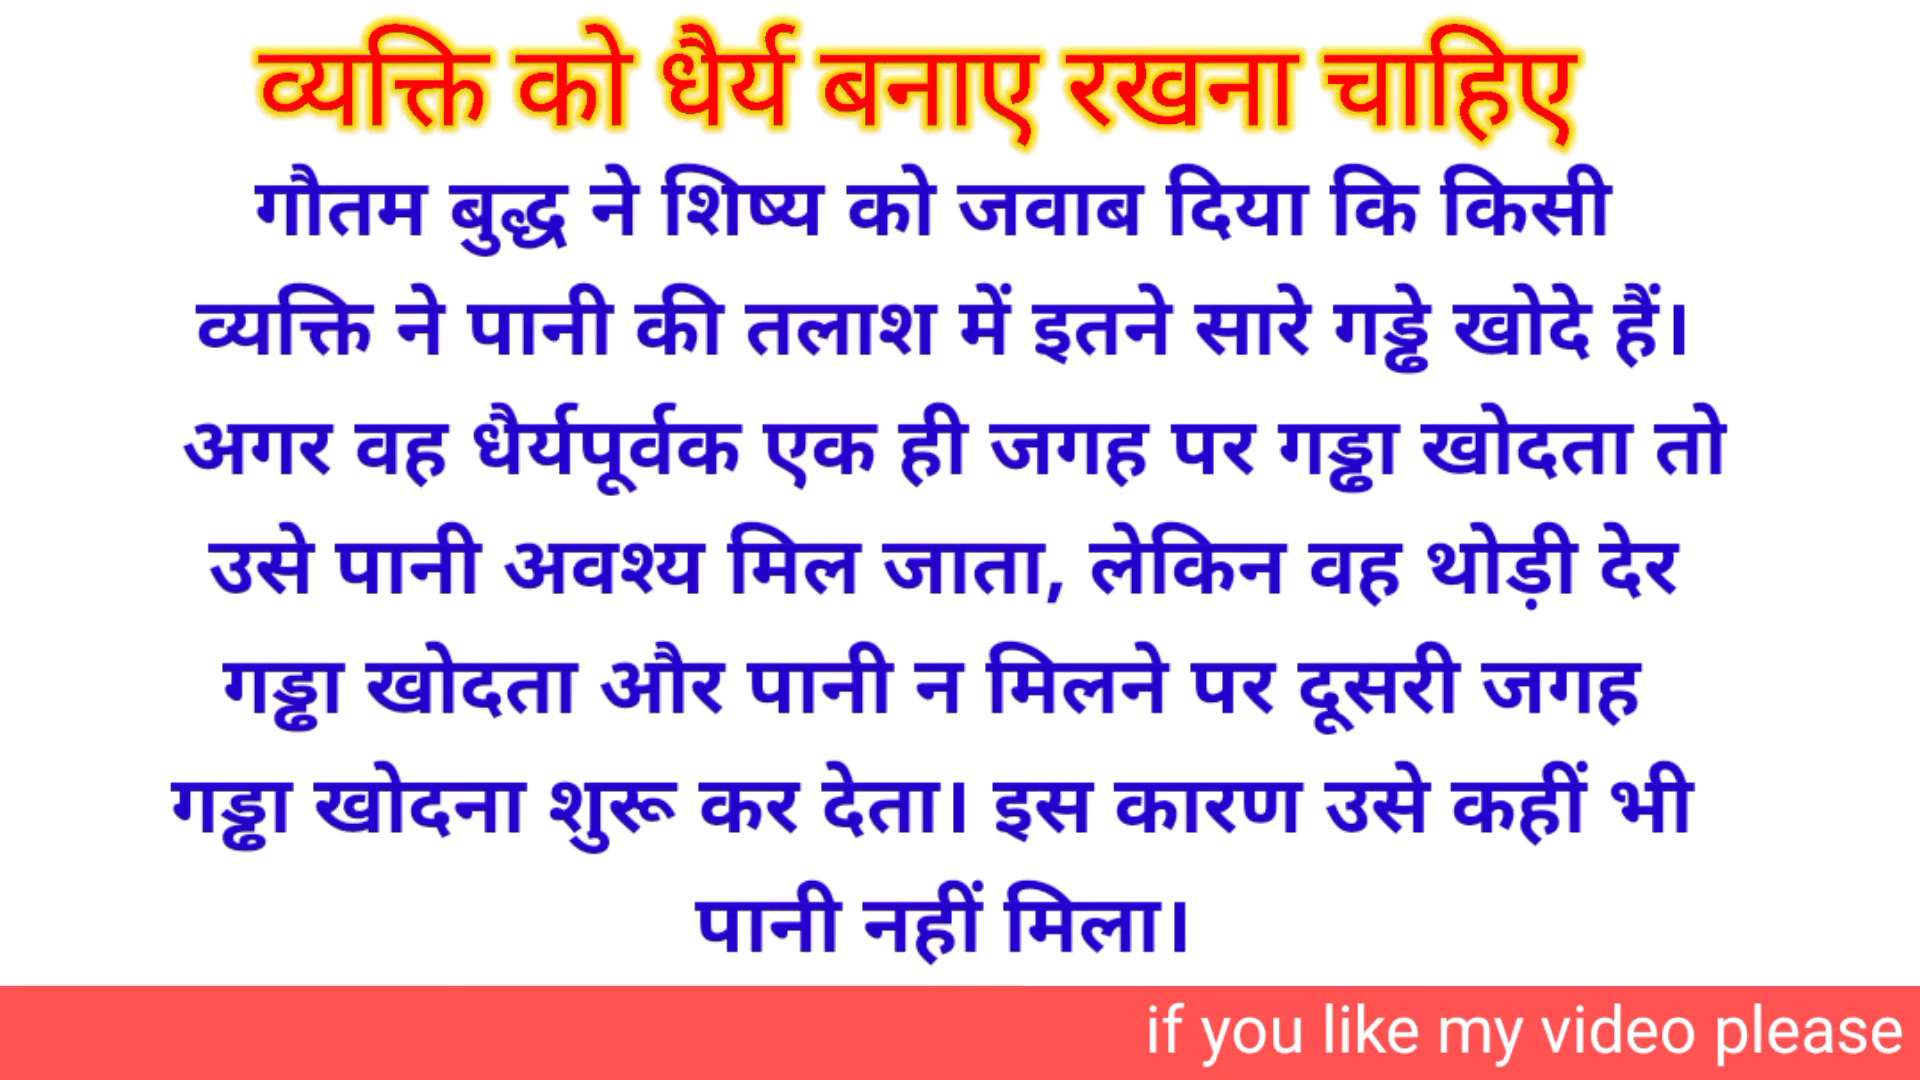 व्यक्ति को धैर्य बनाए रखना चाहिए
गौतम बुद्ध ने शिष्य को जवाब दिया कि किसी
व्यक्ति ने पानी की तलाश में इतने सारे गड्ढे खोदे हैं।
अगर वह धैर्यपूर्वक एक ही जगह पर गड्ढा खोदता तो
उसे पानी अवश्य मिल जाता, लेकिन वह थोड़ी देर
गड्ढा खोदता और पानी न मिलने पर दूसरी जगह
गड्ढा खोदना शुरू कर देता। इस कारण उसे कहीं भी
पानी नहीं मिला।
if you like my video please